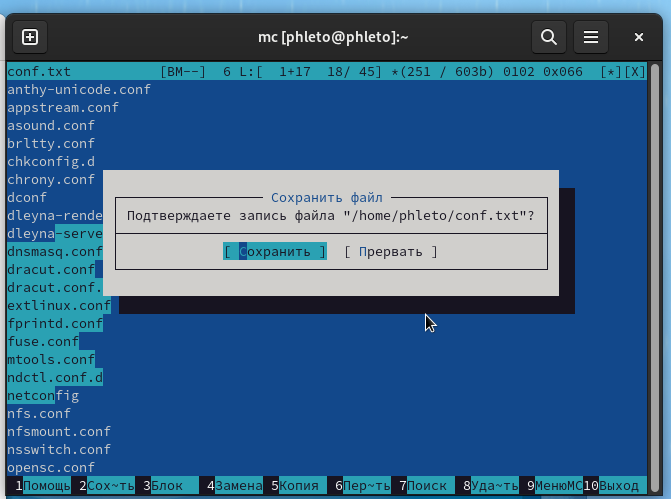 mc [phleto@phleto]:~
conf.txt [BM--] 6 L:[ 1+17 18/ 45] *(251 / 603b) 0102 0x066 [*][X]
anthy-unicode.conf
appstream.conf
asound.conf
brltty.conf
chkconfig.d
chrony.conf
dconf
dleyna-rende
dleyna-serve
dnsmasq.conf
dracut.conf
dracut.conf.
extlinux.conf
fprintd.conf
fuse.conf
mtools.conf
ndctl.conf.d
netconfig
nfs.conf
nfsmount.conf
nsswitch.conf
opensc.conf
Сохранить файл
Подтверждаете запись файла "/home/phleto/conf.txt"?
[ Сохранить ] [ Прервать ]
1Помощь 2Сох~ть 3Блок 4Замена 5Копия 6Пер~ть 7Поиск 8Уда~ть 9МенюMC 10Выход